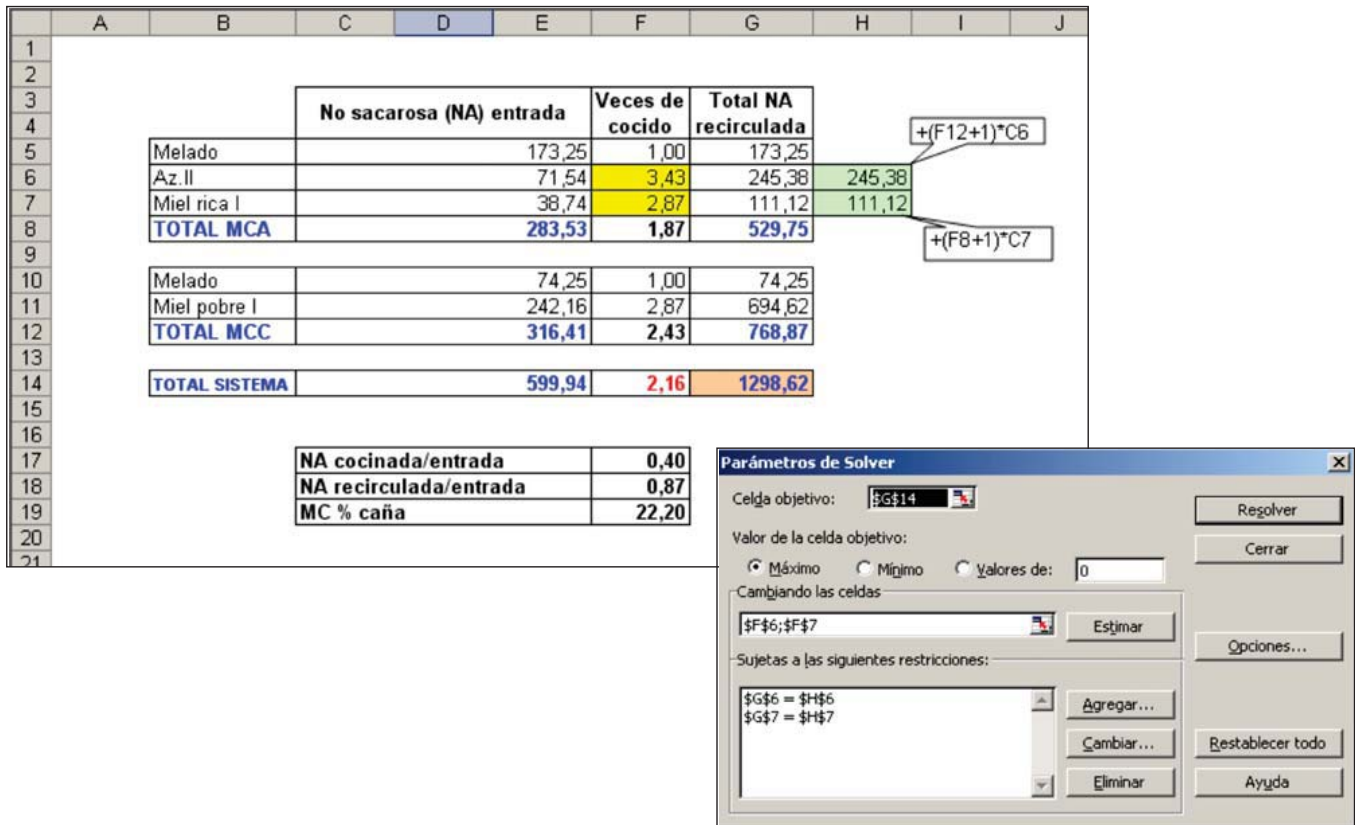 A B C D E F G H I J
1
2
3 No sacarosa (NA) entrada Veces de Total NA
4 cocido recirculada +(F12+1)*C6
5 Melado 173,25 1,00 173,25
6 Az.II 71,54 3,43 245,38 245,38
7 Miel rica I 38,74 2,87 111,12 111,12
8 TOTAL MCA 283,53 1,87 529,75 +(F8+1)*C7
9
10 Melado 74,25 1,00 74,25
11 Miel pobre I 242,16 2,87 694,62
12 TOTAL MCC 316,41 2,43 768,87
13
14 TOTAL SISTEMA 599,94 2,16 1298,62
15
16
17 NA cocinada/entrada 0,40
18 NA recirculada/entrada 0,87
19 MC % caña 22,20
20
21
Parámetros de Solver
Celda objetivo: $G$14 Resolver
Valor de la celda objetivo: Cerrar
Máximo Mínimo Valores de: 0
Cambiando las celdas
$F$6;$F$7 Estimar
Opciones...
Sujetas a las siguientes restricciones:
$G$6 = $H$6 Agregar...
$G$7 = $H$7
Cambiar... Restablecer todo
Eliminar Ayuda